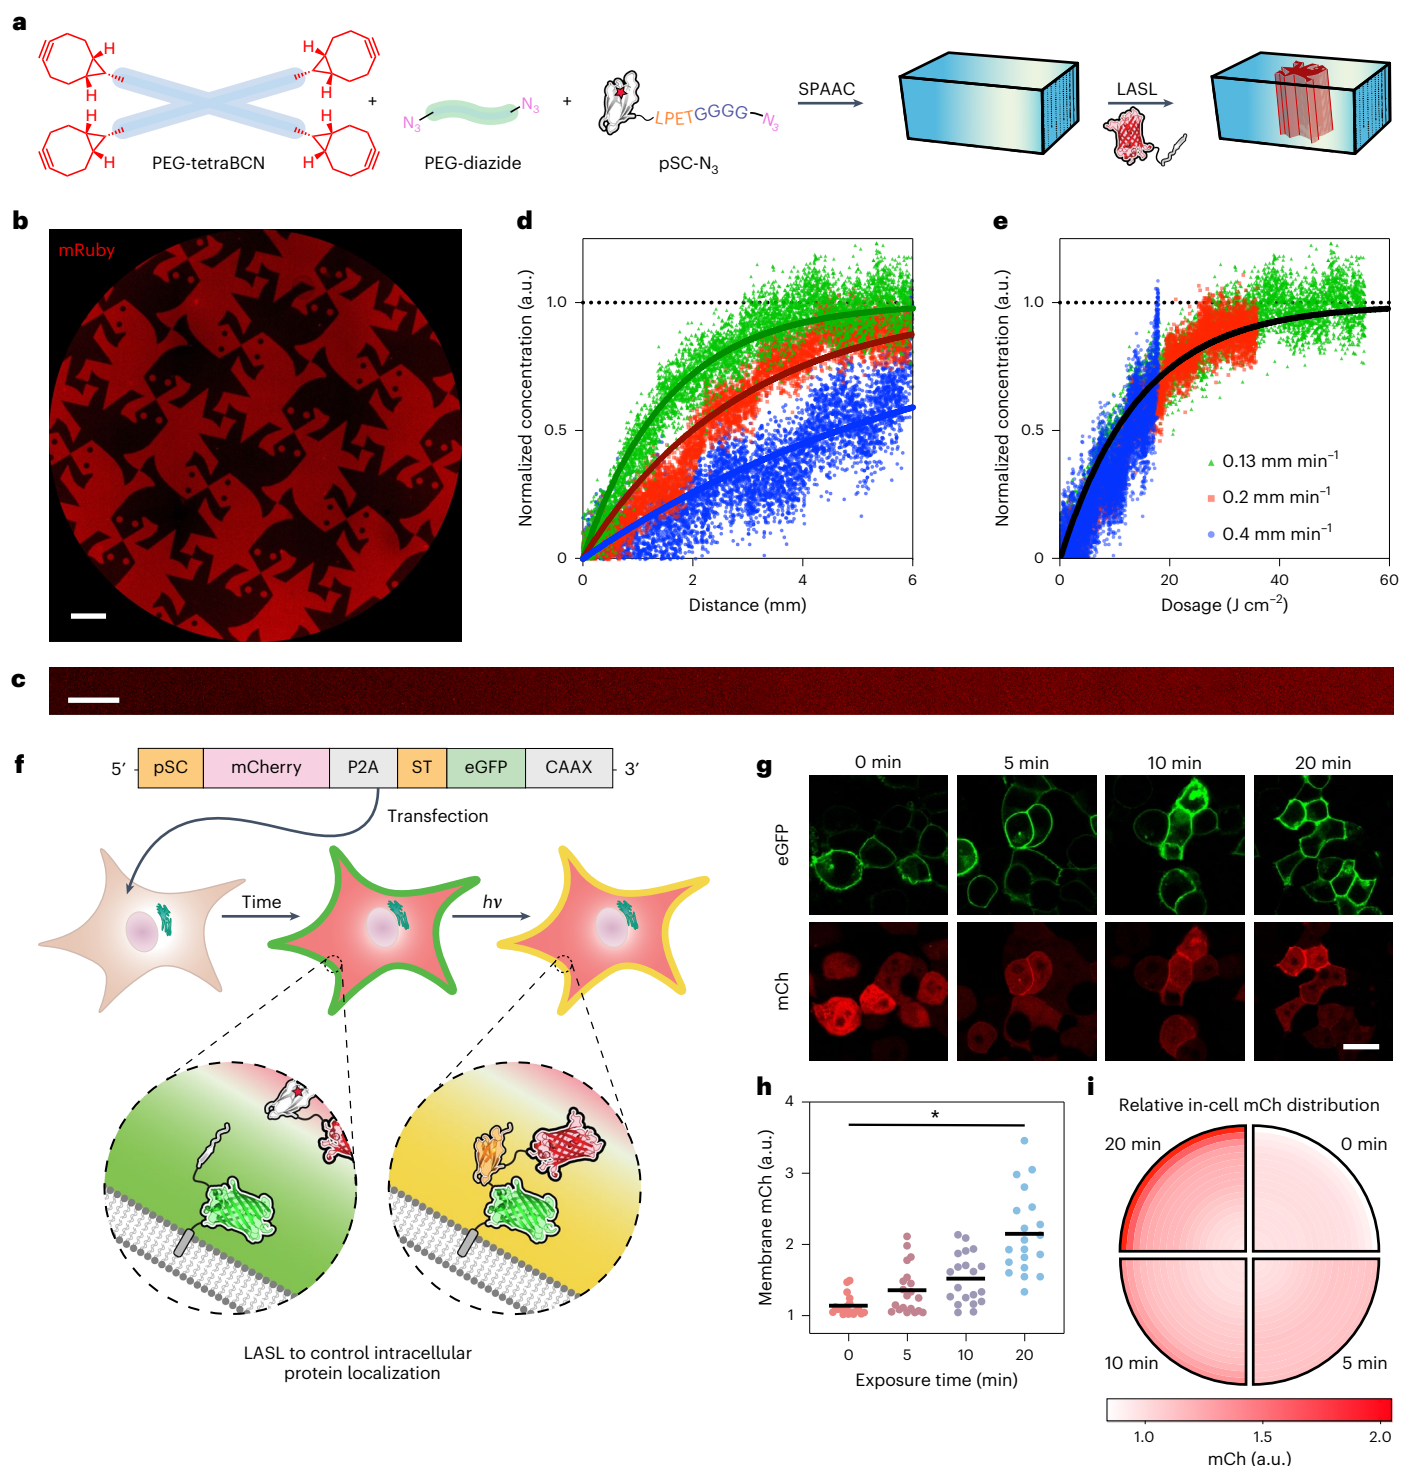 a
H
H
H
H
H
H
H
H
PEG-tetraBCN
+
N3
N3
PEG-diazide
+
LPETGGGG
N3
pSC-N3
SPAAC
LASL
b
mRuby
c
d
Normalized concentration (a.u.)
1.0
0.5
0
0 2 4 6
Distance (mm)
e
Normalized concentration (a.u.)
1.0
0.5
0
0.13 mm min−1
0.2 mm min−1
0.4 mm min−1
0 20 40 60
Dosage (J cm−2)
f
5′ pSC mCherry P2A ST eGFP CAAX 3′
Transfection
Time
hν
LASL to control intracellular
protein localization
g
0 min 5 min 10 min 20 min
eGFP
mCh
h
Membrane mCh (a.u.)
4
3
2
1
*
0 5 10 20
Exposure time (min)
i
Relative in-cell mCh distribution
20 min 0 min
10 min 5 min
1.0 1.5 2.0
mCh (a.u.)